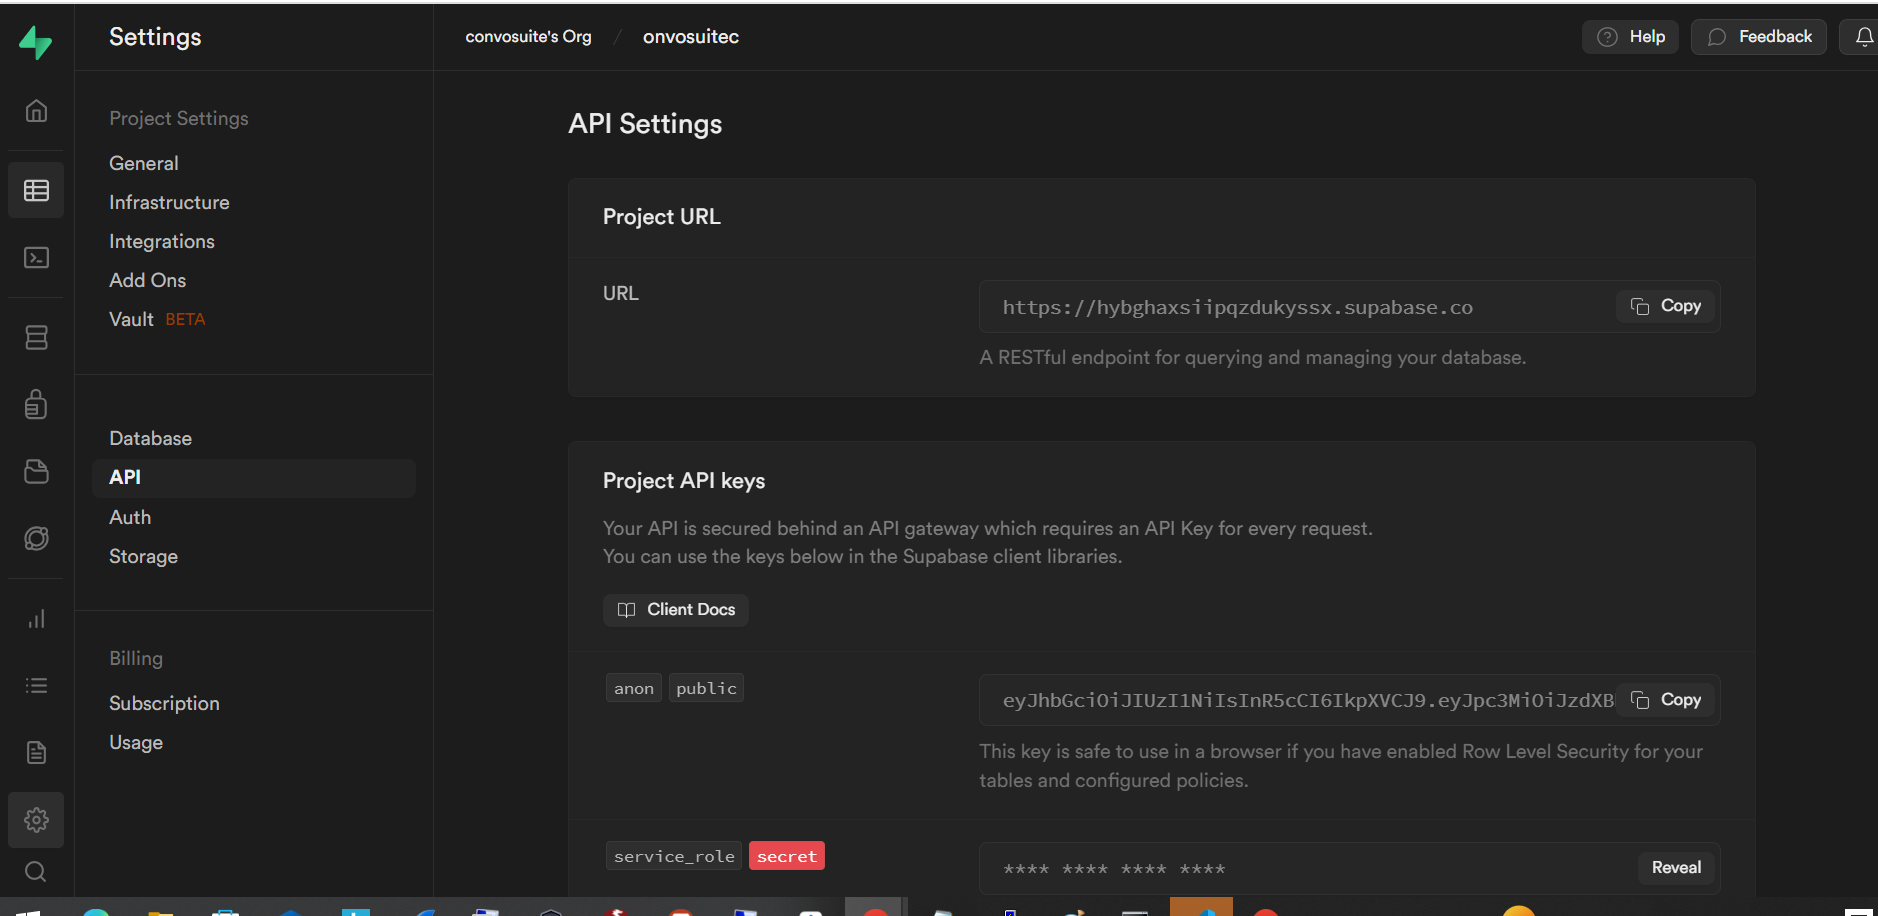 Settings
convosuite's Org / onvosuitec
Help
Feedback
Project Settings
General
Infrastructure
Integrations
Add Ons
Vault BETA
Database
API
Auth
Storage
Billing
Subscription
Usage
API Settings
Project URL
URL
https://hybghaxsiipqzdukyssx.supabase.co
Copy
A RESTful endpoint for querying and managing your database.
Project API keys
Your API is secured behind an API gateway which requires an API Key for every request.
You can use the keys below in the Supabase client libraries.
Client Docs
anon public
eyJhbGciOiJIUzI1NiIsInR5cCI6IkpXVCJ9.eyJpc3MiOiJzdXB
Copy
This key is safe to use in a browser if you have enabled Row Level Security for your
tables and configured policies.
service_role secret
**** **** **** ****
Reveal